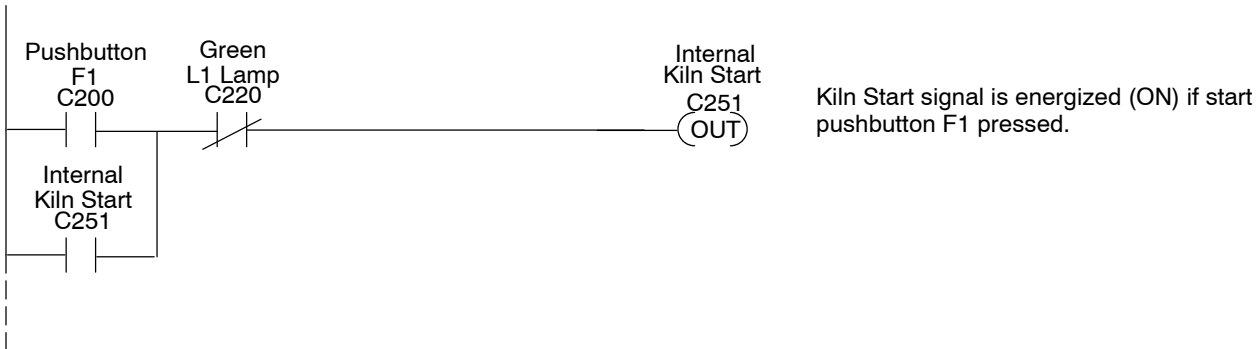 Pushbutton
F1
C200
Green
L1 Lamp
C220
Internal
Kiln Start
C251
OUT
Kiln Start signal is energized (ON) if start
pushbutton F1 pressed.
Internal
Kiln Start
C251